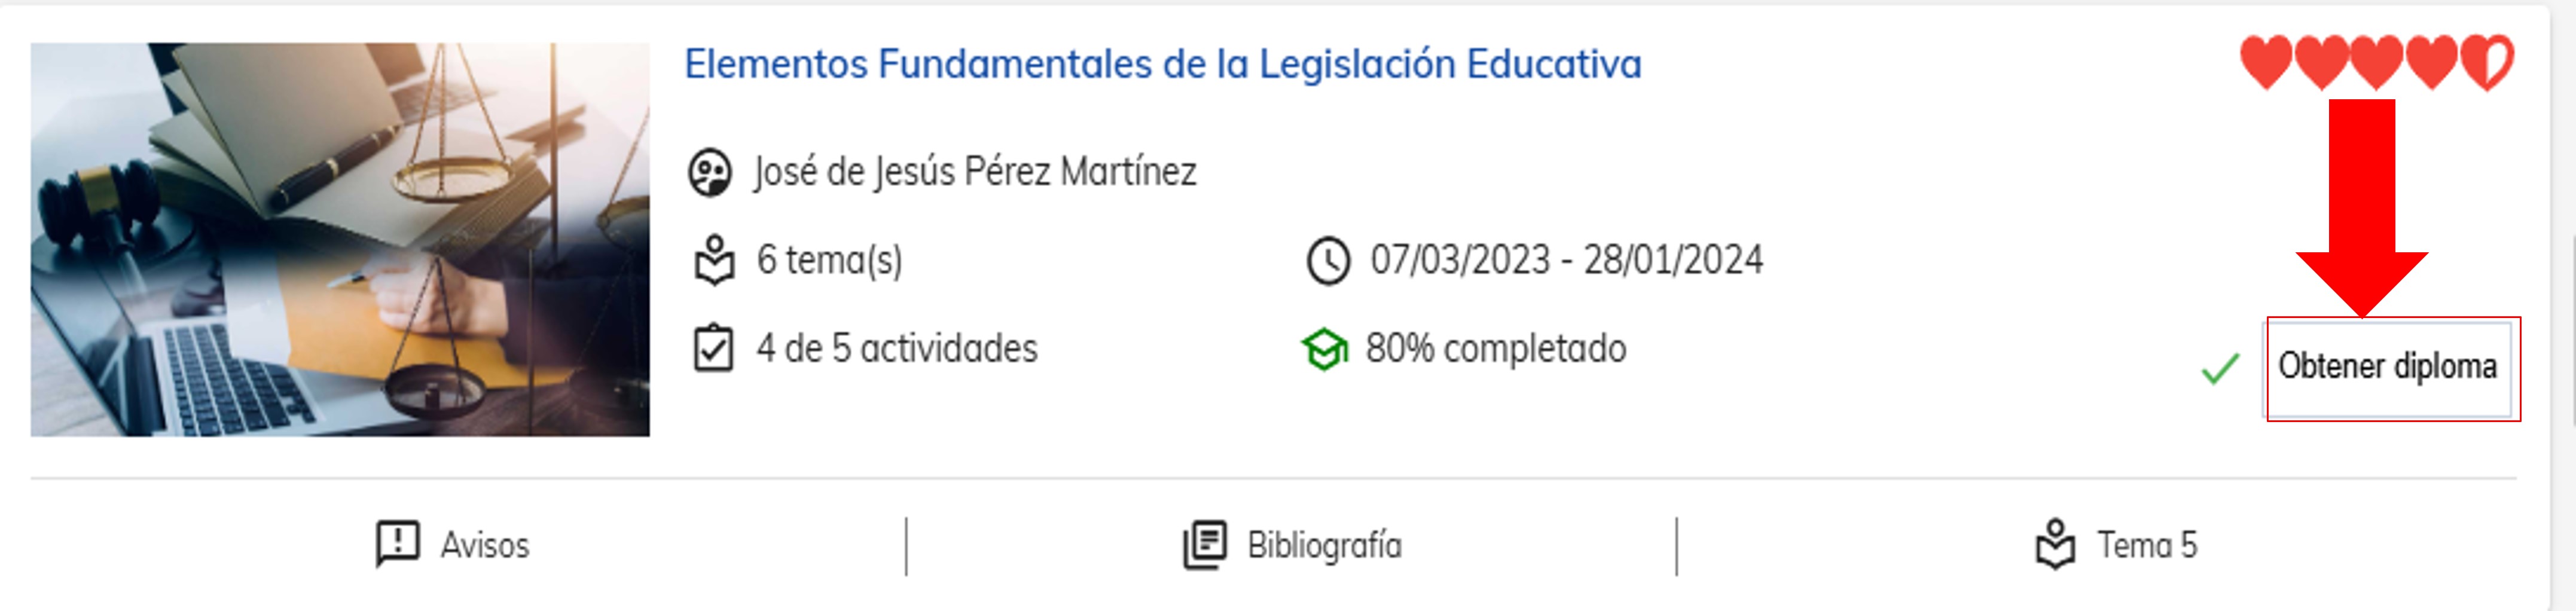 Elementos Fundamentales de la Legislación Educativa
José de Jesús Pérez Martínez
6 tema(s)
07/03/2023 - 28/01/2024
4 de 5 actividades
80% completado
Obtener diploma
Avisos
Bibliografía
Tema 5